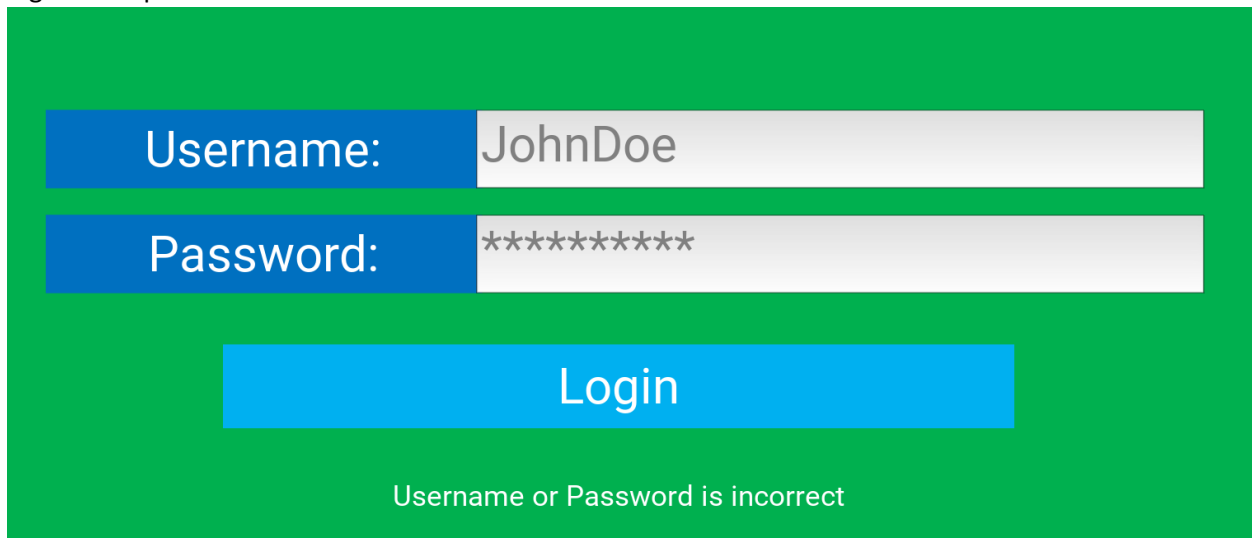 Username:
JohnDoe
Password:
**********
Login
Username or Password is incorrect